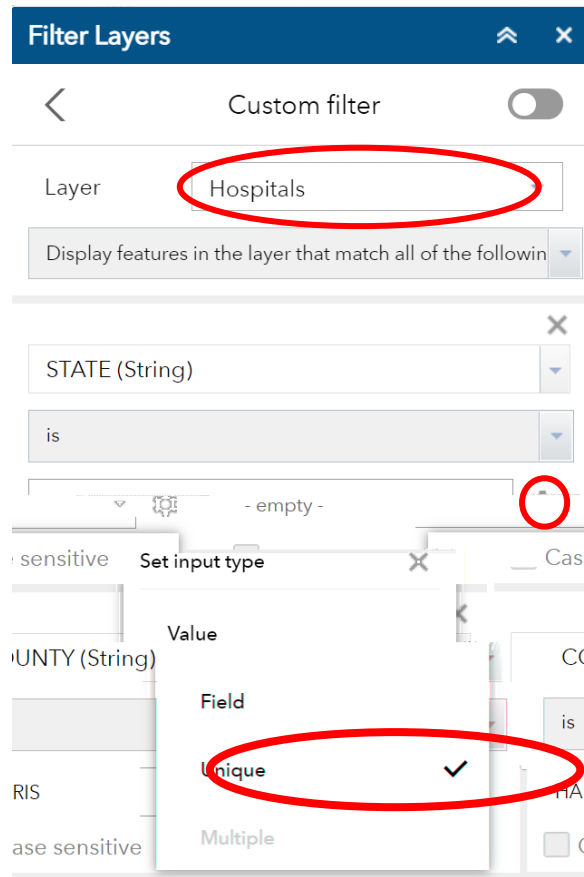 Filter Layers
Custom filter
Layer Hospitals
Display features in the layer that match all of the followin
STATE (String)
is
- empty -
sensitive Set input type Cas
Value
OUNTY (String) CO
Field
is
Unique
RIS HA
ase sensitive Multiple C